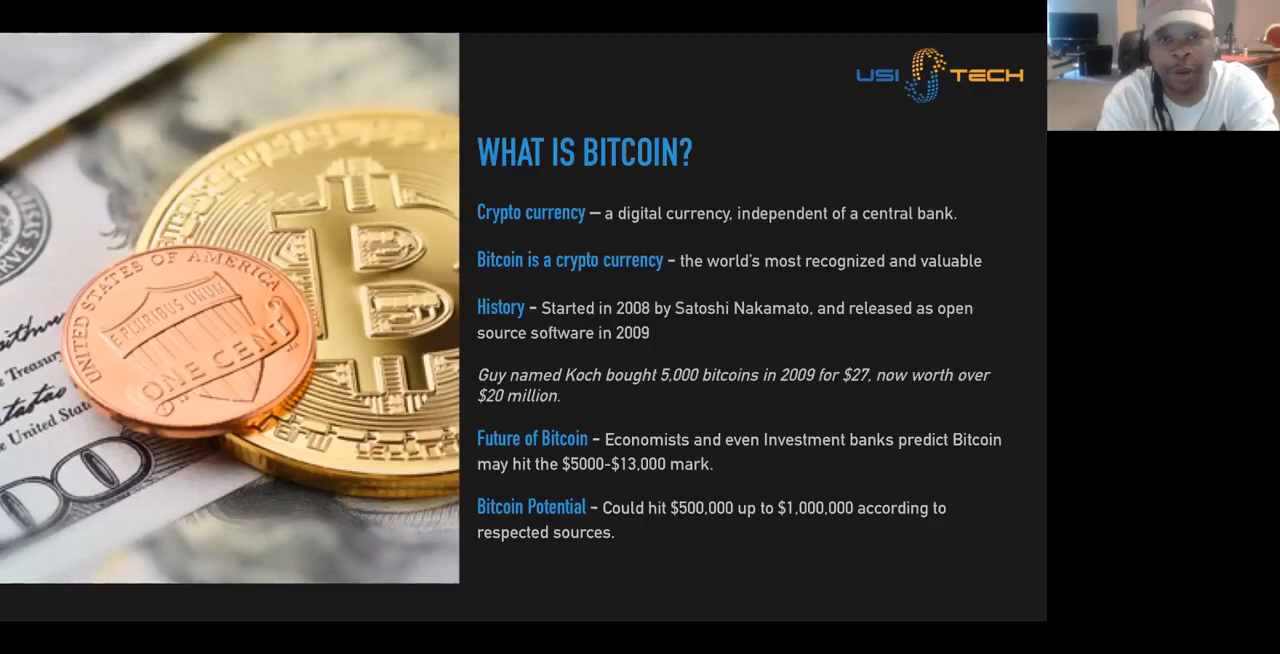 USI TECH
WHAT IS BITCOIN?
Crypto currency – a digital currency, independent of a central bank.
Bitcoin is a crypto currency – the world's most recognized and valuable
History – Started in 2008 by Satoshi Nakamato, and released as open
source software in 2009
Guy named Koch bought 5,000 bitcoins in 2009 for $27, now worth over
$20 million.
Future of Bitcoin – Economists and even Investment banks predict Bitcoin
may hit the $5000-$13,000 mark.
Bitcoin Potential – Could hit $500,000 up to $1,000,000 according to
respected sources.
UNITED STATES OF AMERICA
E PLURIBUS UNUM
ONE CENT
Treasury